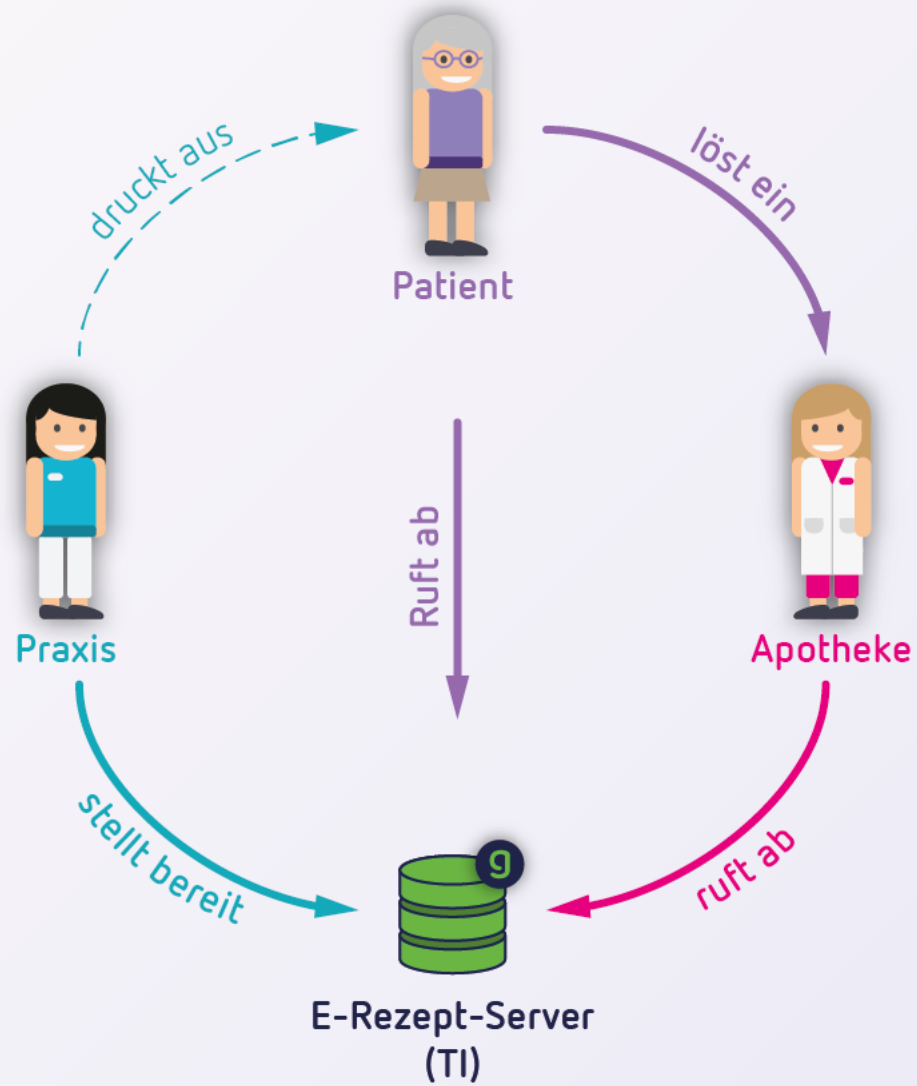 druckt aus
löst ein
Patient
Ruft ab
Praxis
Apotheke
stellt bereit
ruft ab
g
E-Rezept-Server
(TI)